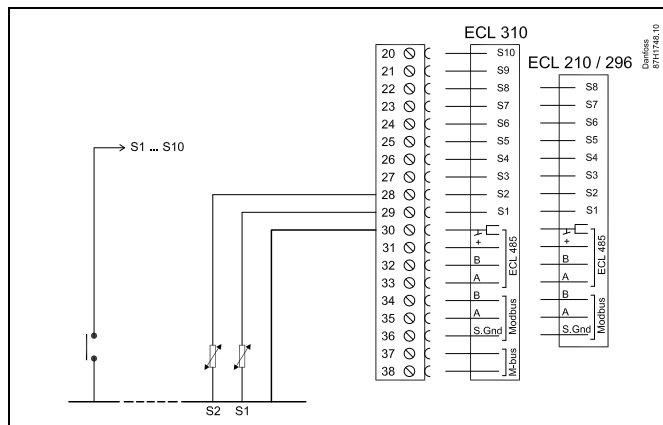 ECL 310
ECL 210 / 296
Danfoss
87H1748.10
S1 ... S10
20 S10
21 S9 S8
22 S8 S7
23 S7 S6
24 S6 S5
25 S5 S4
26 S4 S3
27 S3 S2
28 S2 S1
29 S1
30
31 + +
32 B B
33 A A
ECL 485 ECL 485
34 B B
35 A A
36 S.Gnd S.Gnd
Modbus Modbus
37
38
M-bus
S2 S1